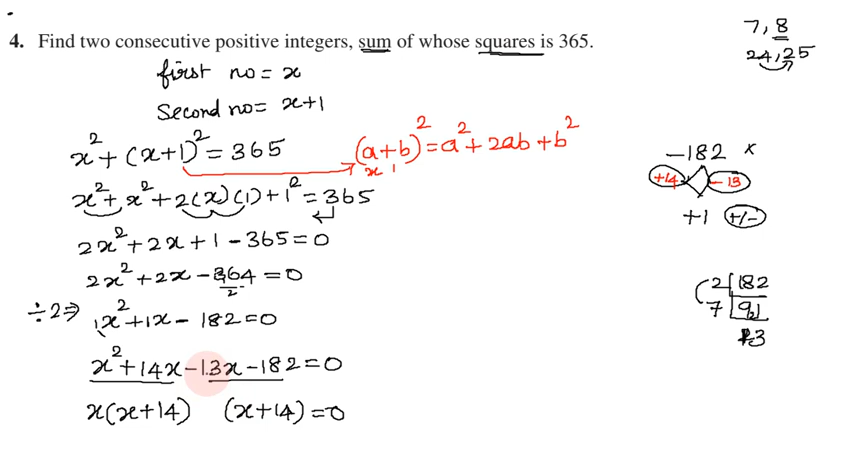 4. Find two consecutive positive integers, sum of whose squares is 365.
7, 8
24, 25
first no = x
Second no = x+1
x² + (x+1)² = 365
(a+b)² = a² + 2ab + b²
x 1
x² + x² + 2(x)(1) + 1² = 365
2x² + 2x + 1 - 365 = 0
2x² + 2x - 364 = 0
2
÷2⇒ 1x² + 1x - 182 = 0
x² + 14x - 13x - 182 = 0
x(x+14) (x+14) = 0
-182 x
+14 -13
+1 +/-
2 | 182
7 | 91
13